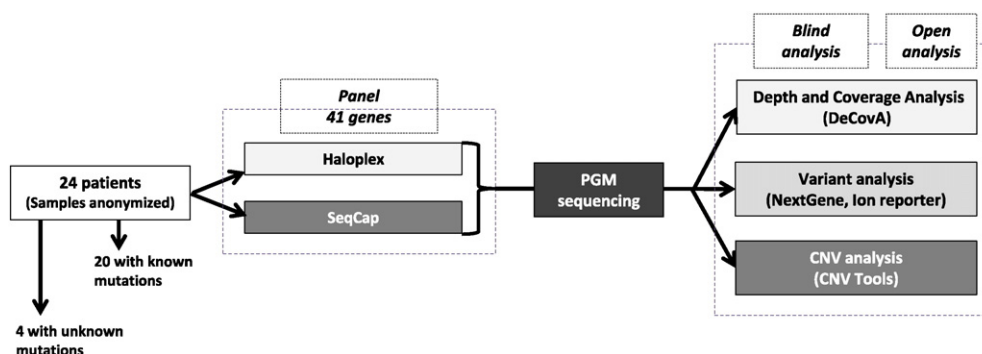 24 patients
(Samples anonymized)
20 with known
mutations
4 with unknown
mutations
Panel
41 genes
Haloplex
SeqCap
PGM
sequencing
Blind
analysis
Open
analysis
Depth and Coverage Analysis
(DeCovA)
Variant analysis
(NextGene, Ion reporter)
CNV analysis
(CNV Tools)